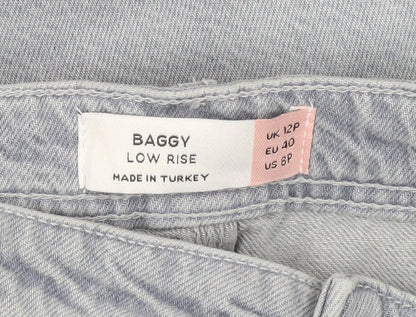 BAGGY
LOW RISE
MADE IN TURKEY
UK 12P
EU 40
US 8P